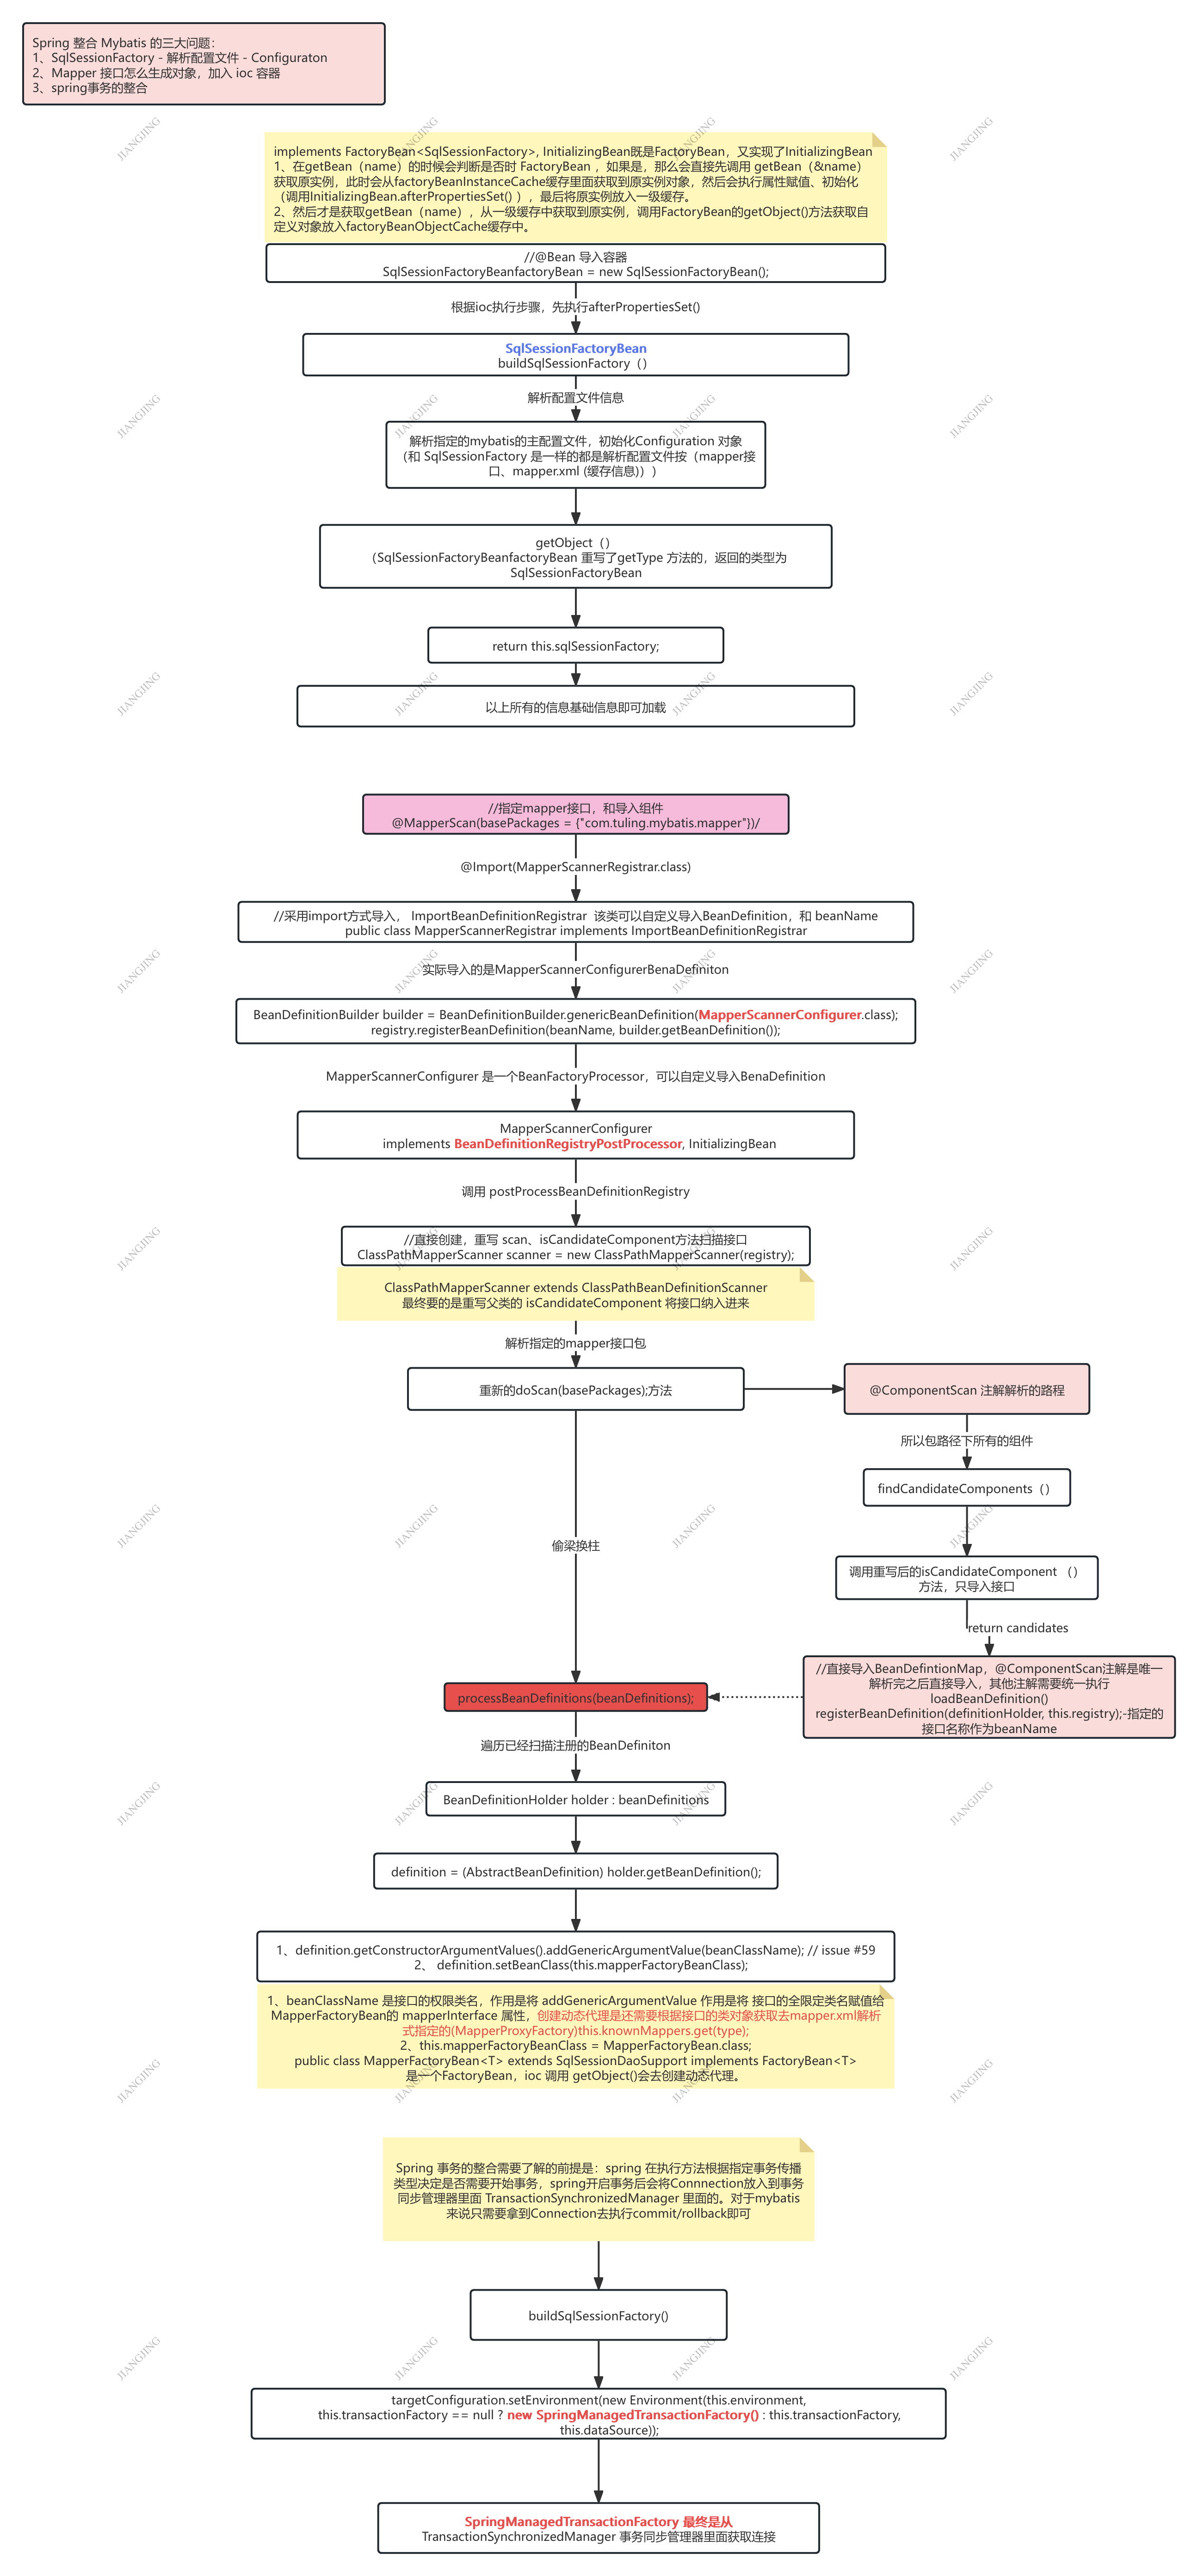 Spring 整合 Mybatis 的三大问题：
1、SqlSessionFactory - 解析配置文件 - Configuraton
2、Mapper 接口怎么生成对象，加入 ioc 容器
3、spring事务的整合
implements FactoryBean<SqlSessionFactory>, InitializingBean既是FactoryBean，又实现了InitializingBean
1、在getBean（name）的时候会判断是否时 FactoryBean ，如果是，那么会直接先调用 getBean（&name）
获取原实例，此时会从factoryBeanInstanceCache缓存里面获取到原实例对象，然后会执行属性赋值、初始化
（调用InitializingBean.afterPropertiesSet() ）, 最后将原实例放入一级缓存。
2、然后才是获取getBean（name），从一级缓存中获取到原实例，调用FactoryBean的getObject()方法获取自
定义对象放入factoryBeanObjectCache缓存中。
//@Bean 导入容器
SqlSessionFactoryBeanfactoryBean = new SqlSessionFactoryBean();
根据ioc执行步骤，先执行afterPropertiesSet()
SqlSessionFactoryBean
buildSqlSessionFactory（）
解析配置文件信息
解析指定的mybatis的主配置文件，初始化Configuration 对象
（和 SqlSessionFactory 是一样的都是解析配置文件按（mapper接
口、mapper.xml (缓存信息)））
getObject（）
（SqlSessionFactoryBeanfactoryBean 重写了getType 方法的，返回的类型为
SqlSessionFactoryBean
return this.sqlSessionFactory;
以上所有的信息基础信息即可加载
//指定mapper接口，和导入组件
@MapperScan(basePackages = {"com.tuling.mybatis.mapper"})/
@Import(MapperScannerRegistrar.class)
//采用import方式导入， ImportBeanDefinitionRegistrar 该类可以自定义导入BeanDefinition，和 beanName
public class MapperScannerRegistrar implements ImportBeanDefinitionRegistrar
实际导入的是MapperScannerConfigurerBenaDefiniton
BeanDefinitionBuilder builder = BeanDefinitionBuilder.genericBeanDefinition(MapperScannerConfigurer.class);
registry.registerBeanDefinition(beanName, builder.getBeanDefinition());
MapperScannerConfigurer 是一个BeanFactoryProcessor，可以自定义导入BenaDefinition
MapperScannerConfigurer
implements BeanDefinitionRegistryPostProcessor, InitializingBean
调用 postProcessBeanDefinitionRegistry
//直接创建，重写 scan、isCandidateComponent方法扫描接口
ClassPathMapperScanner scanner = new ClassPathMapperScanner(registry);
ClassPathMapperScanner extends ClassPathBeanDefinitionScanner
最终要的是重写父类的 isCandidateComponent 将接口纳入进来
解析指定的mapper接口包
重新的doScan(basePackages);方法
@ComponentScan 注解解析的路程
所以包路径下所有的组件
findCandidateComponents（）
偷梁换柱
调用重写后的isCandidateComponent （）
方法，只导入接口
return candidates
//直接导入BeanDefintionMap，@ComponentScan注解是唯一
解析完之后直接导入，其他注解需要统一执行
loadBeanDefinition()
registerBeanDefinition(definitionHolder, this.registry);-指定的
接口名称作为beanName
processBeanDefinitions(beanDefinitions);
遍历已经扫描注册的BeanDefiniton
BeanDefinitionHolder holder : beanDefinitions
definition = (AbstractBeanDefinition) holder.getBeanDefinition();
1、definition.getConstructorArgumentValues().addGenericArgumentValue(beanClassName); // issue #59
2、 definition.setBeanClass(this.mapperFactoryBeanClass);
1、beanClassName 是接口的权限类名，作用是将 addGenericArgumentValue 作用是将 接口的全限定类名赋值给
MapperFactoryBean的 mapperInterface 属性，创建动态代理是还需要根据接口的类对象获取去mapper.xml解析
式指定的(MapperProxyFactory)this.knownMappers.get(type);
2、this.mapperFactoryBeanClass = MapperFactoryBean.class;
public class MapperFactoryBean<T> extends SqlSessionDaoSupport implements FactoryBean<T>
是一个FactoryBean，ioc 调用 getObject()会去创建动态代理。
Spring 事务的整合需要了解的前提是：spring 在执行方法根据指定事务传播
类型决定是否需要开始事务，spring开启事务后会将Connnection放入到事务
同步管理器里面 TransactionSynchronizedManager 里面的。对于mybatis
来说只需要拿到Connection去执行commit/rollback即可
buildSqlSessionFactory()
targetConfiguration.setEnvironment(new Environment(this.environment,
this.transactionFactory == null ? new SpringManagedTransactionFactory() : this.transactionFactory,
this.dataSource));
SpringManagedTransactionFactory 最终是从
TransactionSynchronizedManager 事务同步管理器里面获取连接